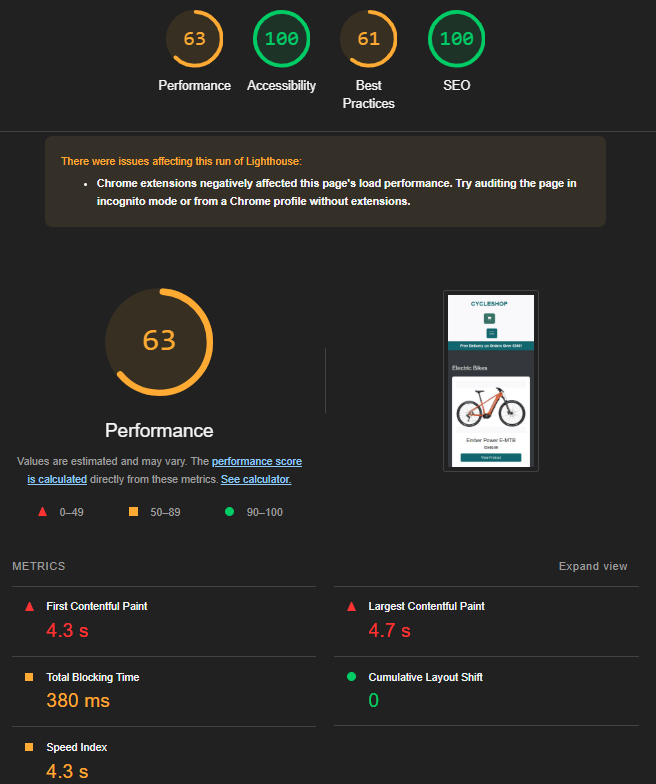 63
100
61
100
Performance
Accessibility
Best
Practices
SEO
There were issues affecting this run of Lighthouse:
• Chrome extensions negatively affected this page's load performance. Try auditing the page in
incognito mode or from a Chrome profile without extensions.
63
Performance
Values are estimated and may vary. The performance score
is calculated directly from these metrics. See calculator.
0–49
50–89
90–100
CYCLESHOP
Free Delivery on Orders Over
Electric Bikes
Ember Power E-MTB
View Product
METRICS
Expand view
First Contentful Paint
4.3 s
Largest Contentful Paint
4.7 s
Total Blocking Time
380 ms
Cumulative Layout Shift
0
Speed Index
4.3 s